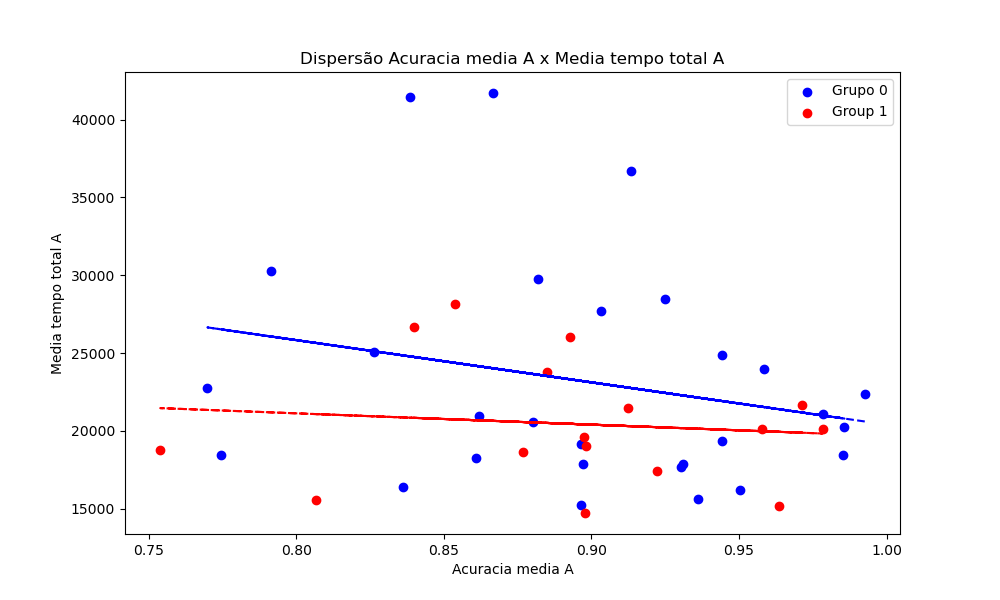 Dispersão Acuracia media A x Media tempo total A
Grupo 0
Group 1
Media tempo total A
40000
35000
30000
25000
20000
15000
0.75 0.80 0.85 0.90 0.95 1.00
Acuracia media A